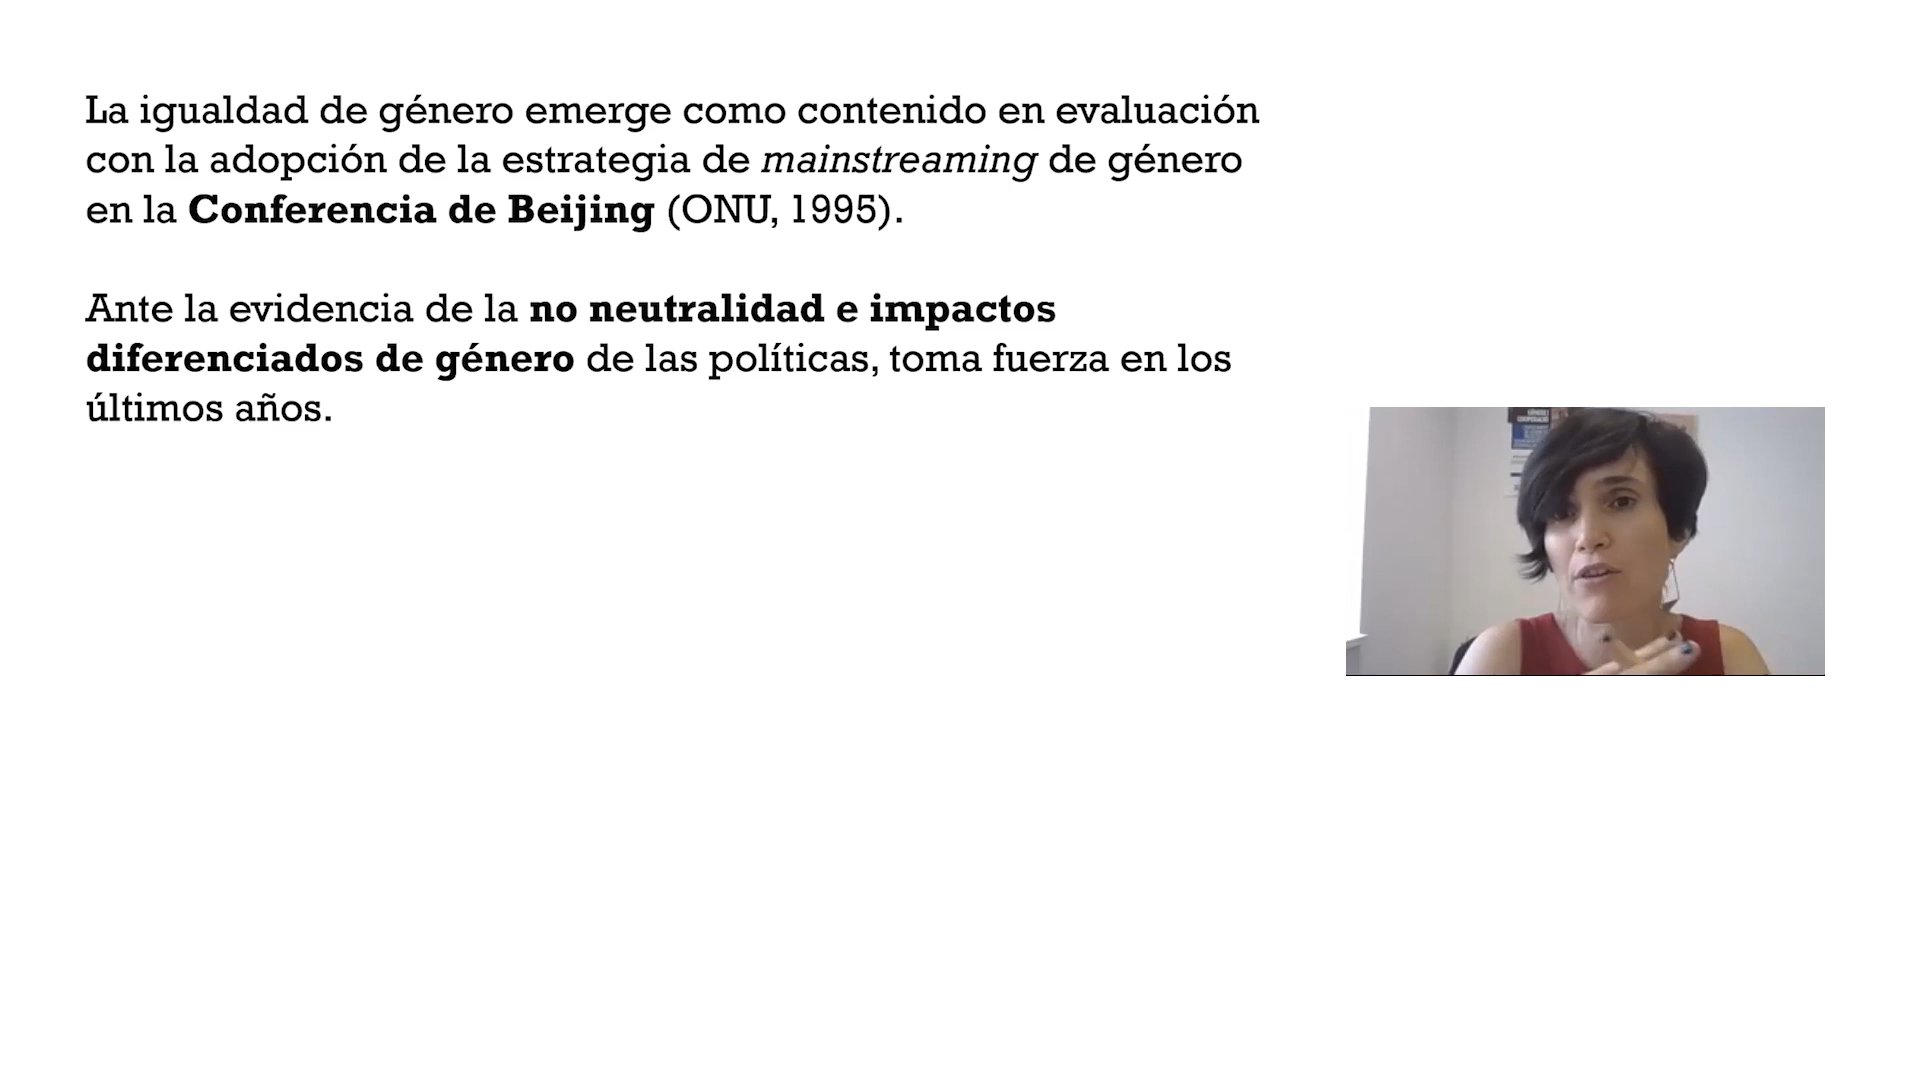 La igualdad de género emerge como contenido en evaluación
con la adopción de la estrategia de mainstreaming de género
en la Conferencia de Beijing (ONU, 1995).
Ante la evidencia de la no neutralidad e impactos
diferenciados de género de las políticas, toma fuerza en los
últimos años.